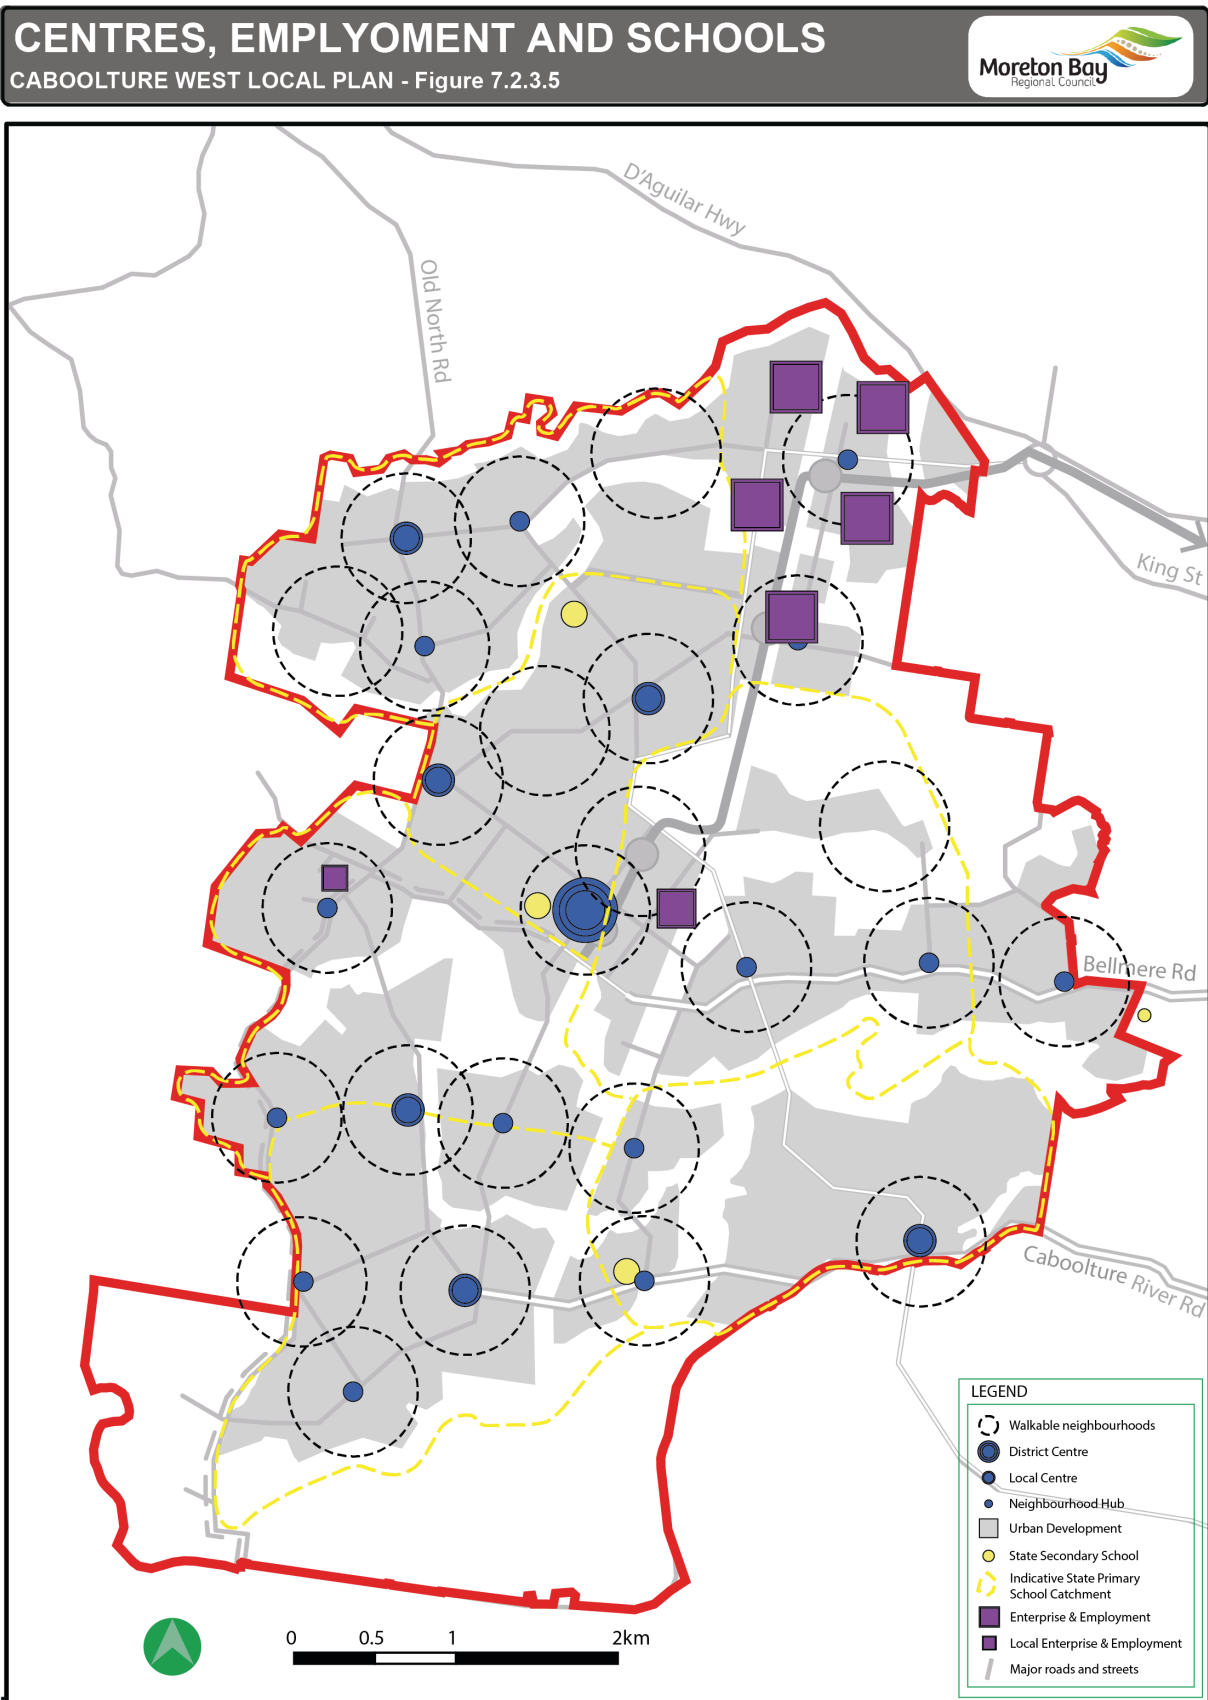 CENTRES, EMPLYOMENT AND SCHOOLS
CABOOLTURE WEST LOCAL PLAN - Figure 7.2.3.5
Moreton Bay
Regional Council
D'Aguilar Hwy
Old North Rd
King St
Bellmere Rd
Caboolture River Rd
LEGEND
Walkable neighbourhoods
District Centre
Local Centre
Neighbourhood Hub
Urban Development
State Secondary School
Indicative State Primary
School Catchment
Enterprise & Employment
Local Enterprise & Employment
Major roads and streets
0 0.5 1 2km